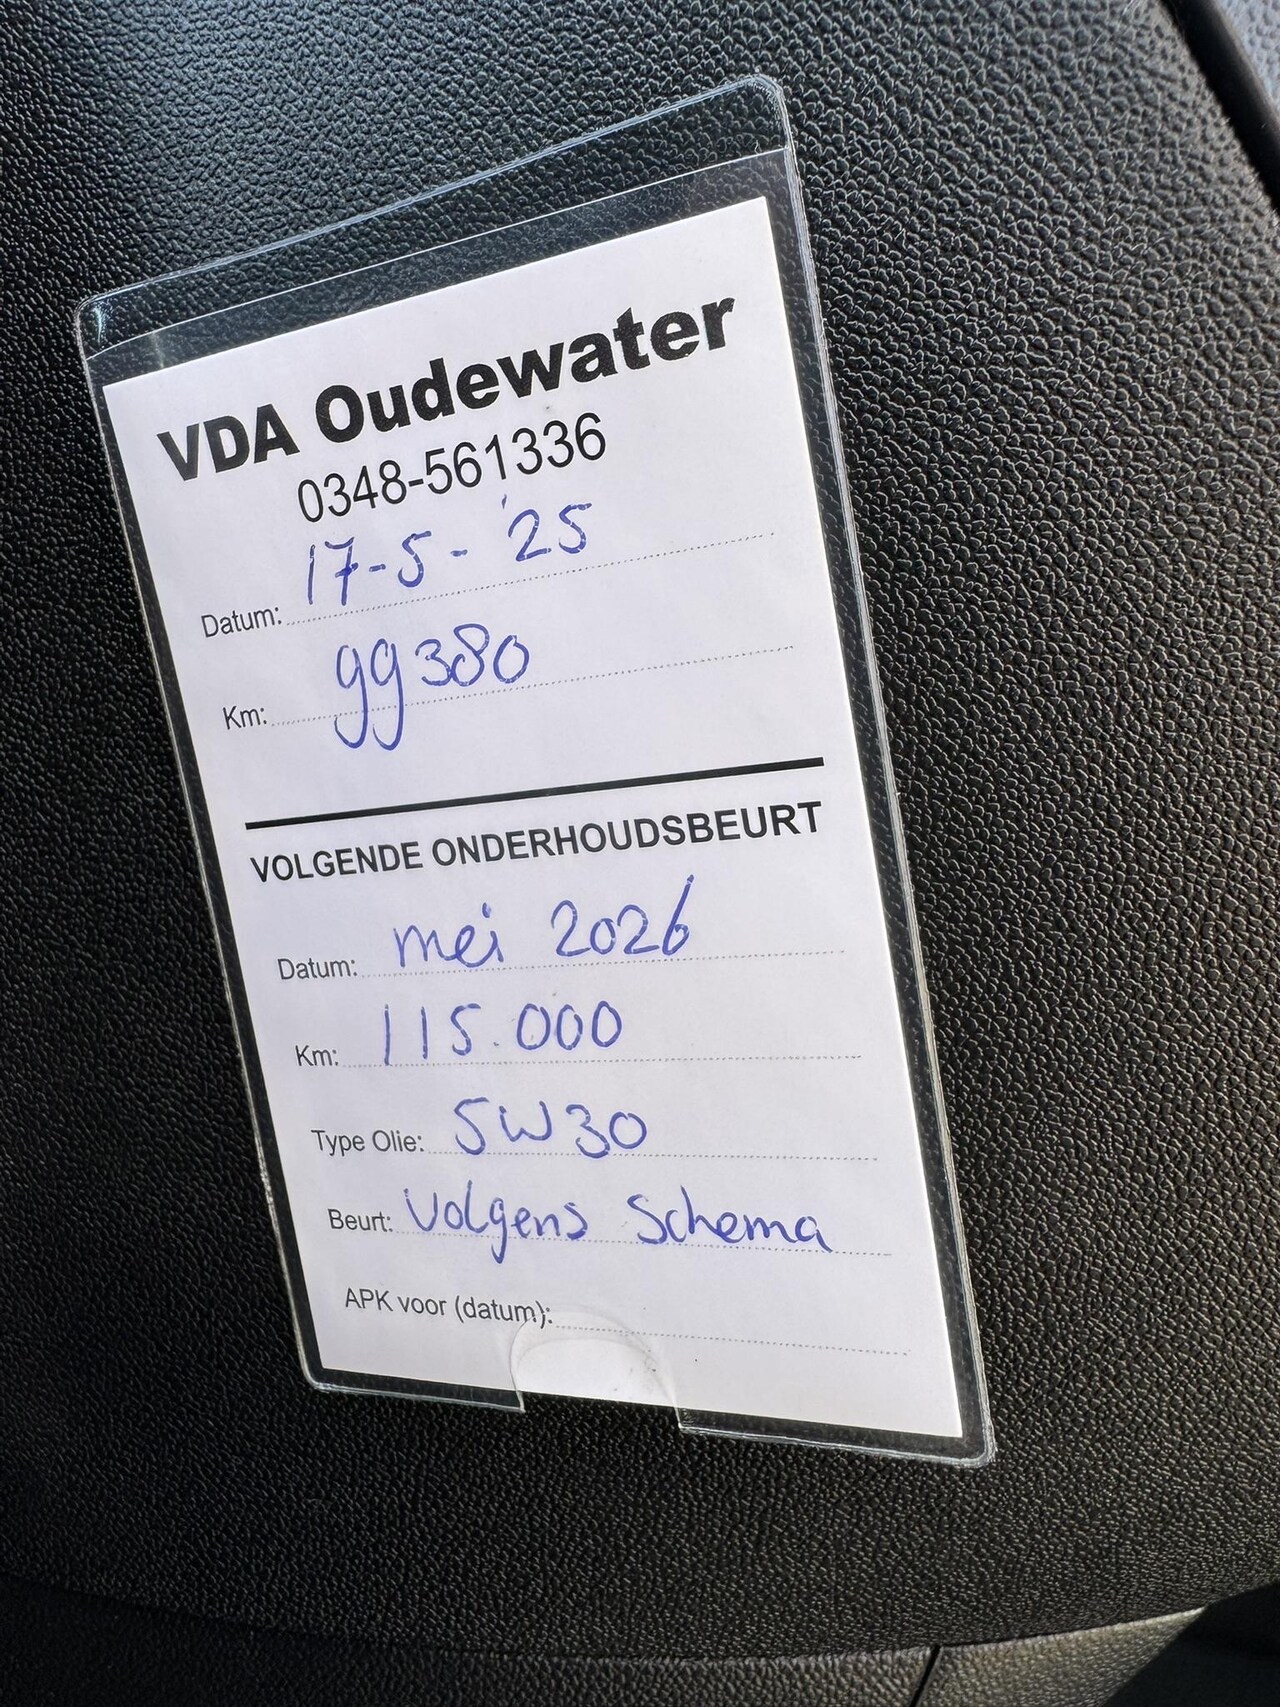 VDA Oudewater
0348-561336
Datum: 17-5-'25
Km: 99380
VOLGENDE ONDERHOUDSBEURT
Datum: mei 2026
Km: 115.000
Type Olie: 5W30
Beurt: Volgens Schema
APK voor (datum):